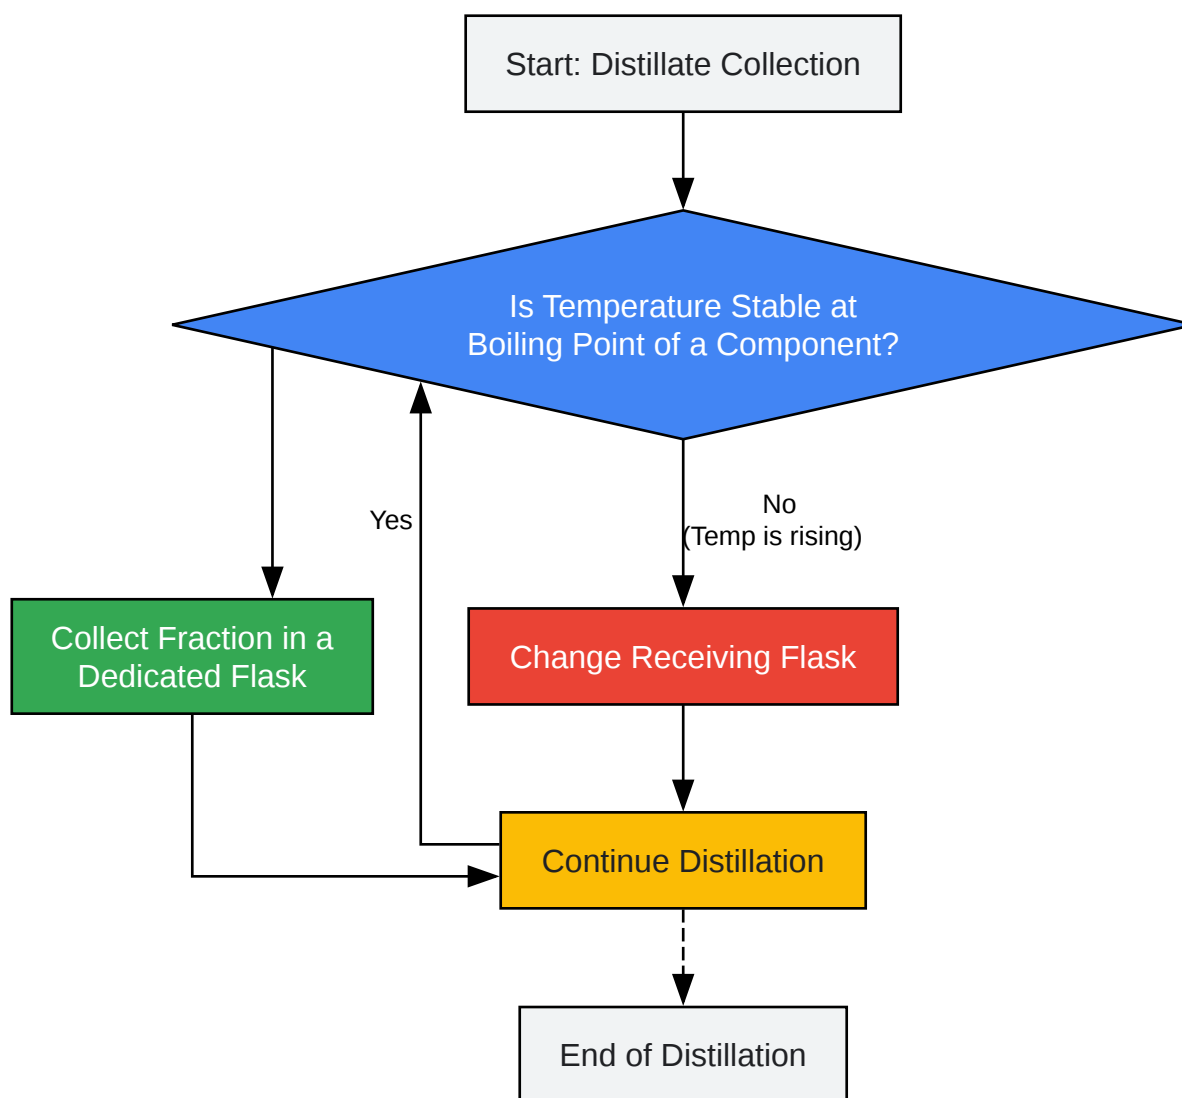 Start: Distillate Collection
Is Temperature Stable at
Boiling Point of a Component?
Yes
No
(Temp is rising)
Collect Fraction in a
Dedicated Flask
Change Receiving Flask
Continue Distillation
End of Distillation